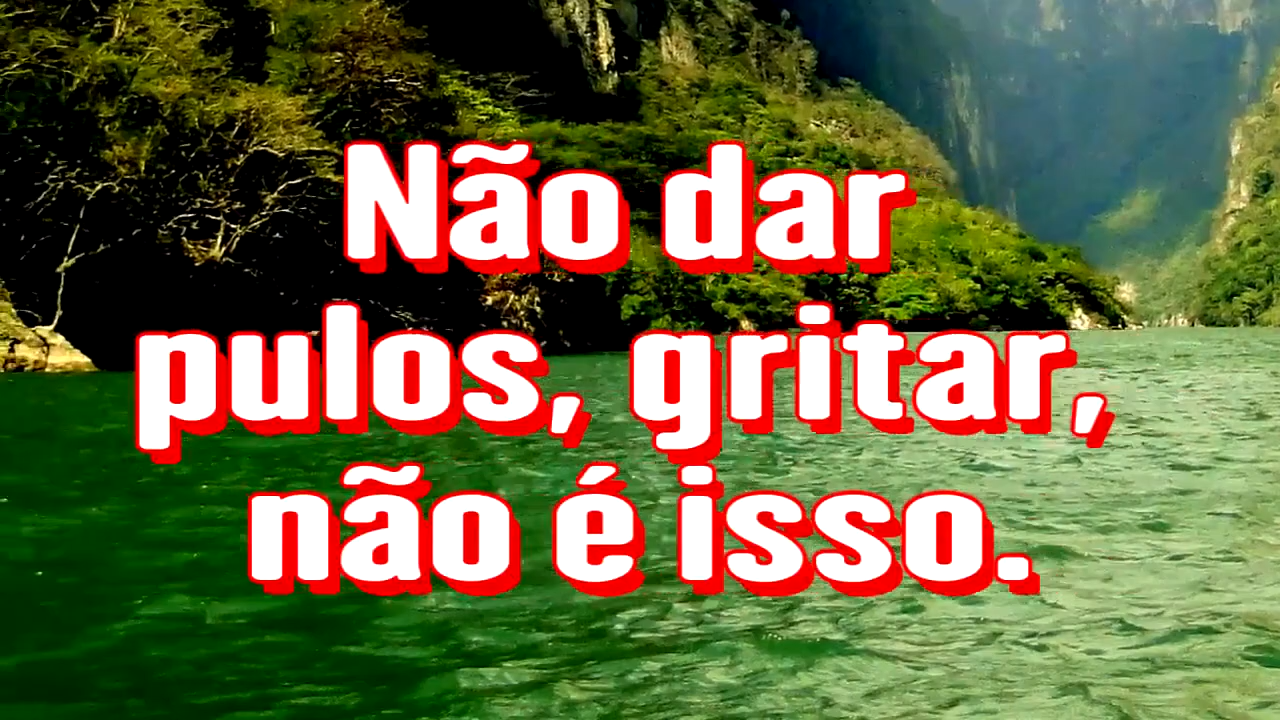 Não dar
pulos, gritar,
não é isso.